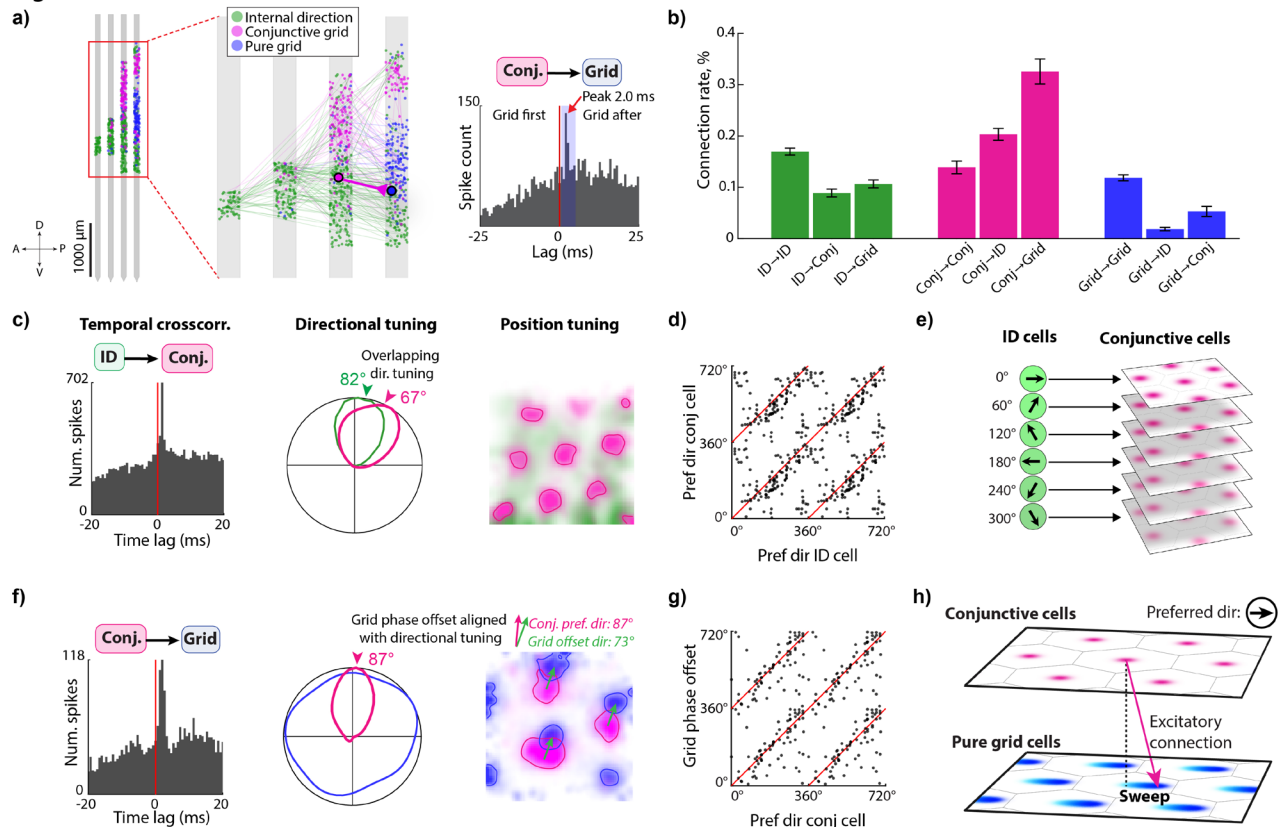 a)
Internal direction
Conjunctive grid
Pure grid
D
A
P
V
1000 µm
Conj.
Grid
Peak 2.0 ms
150
Grid first
Grid after
Spike count
0
-25
0
25
Lag (ms)
b)
Connection rate, %
0.4
0.3
0.2
0.1
0
ID→ID
ID→Conj
ID→Grid
Conj→Conj
Conj→ID
Conj→Grid
Grid→Grid
Grid→ID
Grid→Conj
c)
Temporal crosscorr.
Directional tuning
Position tuning
ID
Conj.
702
Num. spikes
0
-20
0
20
Time lag (ms)
Overlapping
dir. tuning
82°
67°
d)
720°
Pref dir conj cell
360°
0°
0°
360°
720°
Pref dir ID cell
e)
ID cells
Conjunctive cells
0°
60°
120°
180°
240°
300°
f)
Conj.
Grid
118
Num. spikes
0
-20
0
20
Time lag (ms)
Grid phase offset aligned
with directional tuning
Conj. pref. dir: 87°
Grid offset dir: 73°
87°
g)
720°
Grid phase offset
360°
0°
0°
360°
720°
Pref dir conj cell
h)
Conjunctive cells
Preferred dir:
Excitatory
connection
Pure grid cells
Sweep